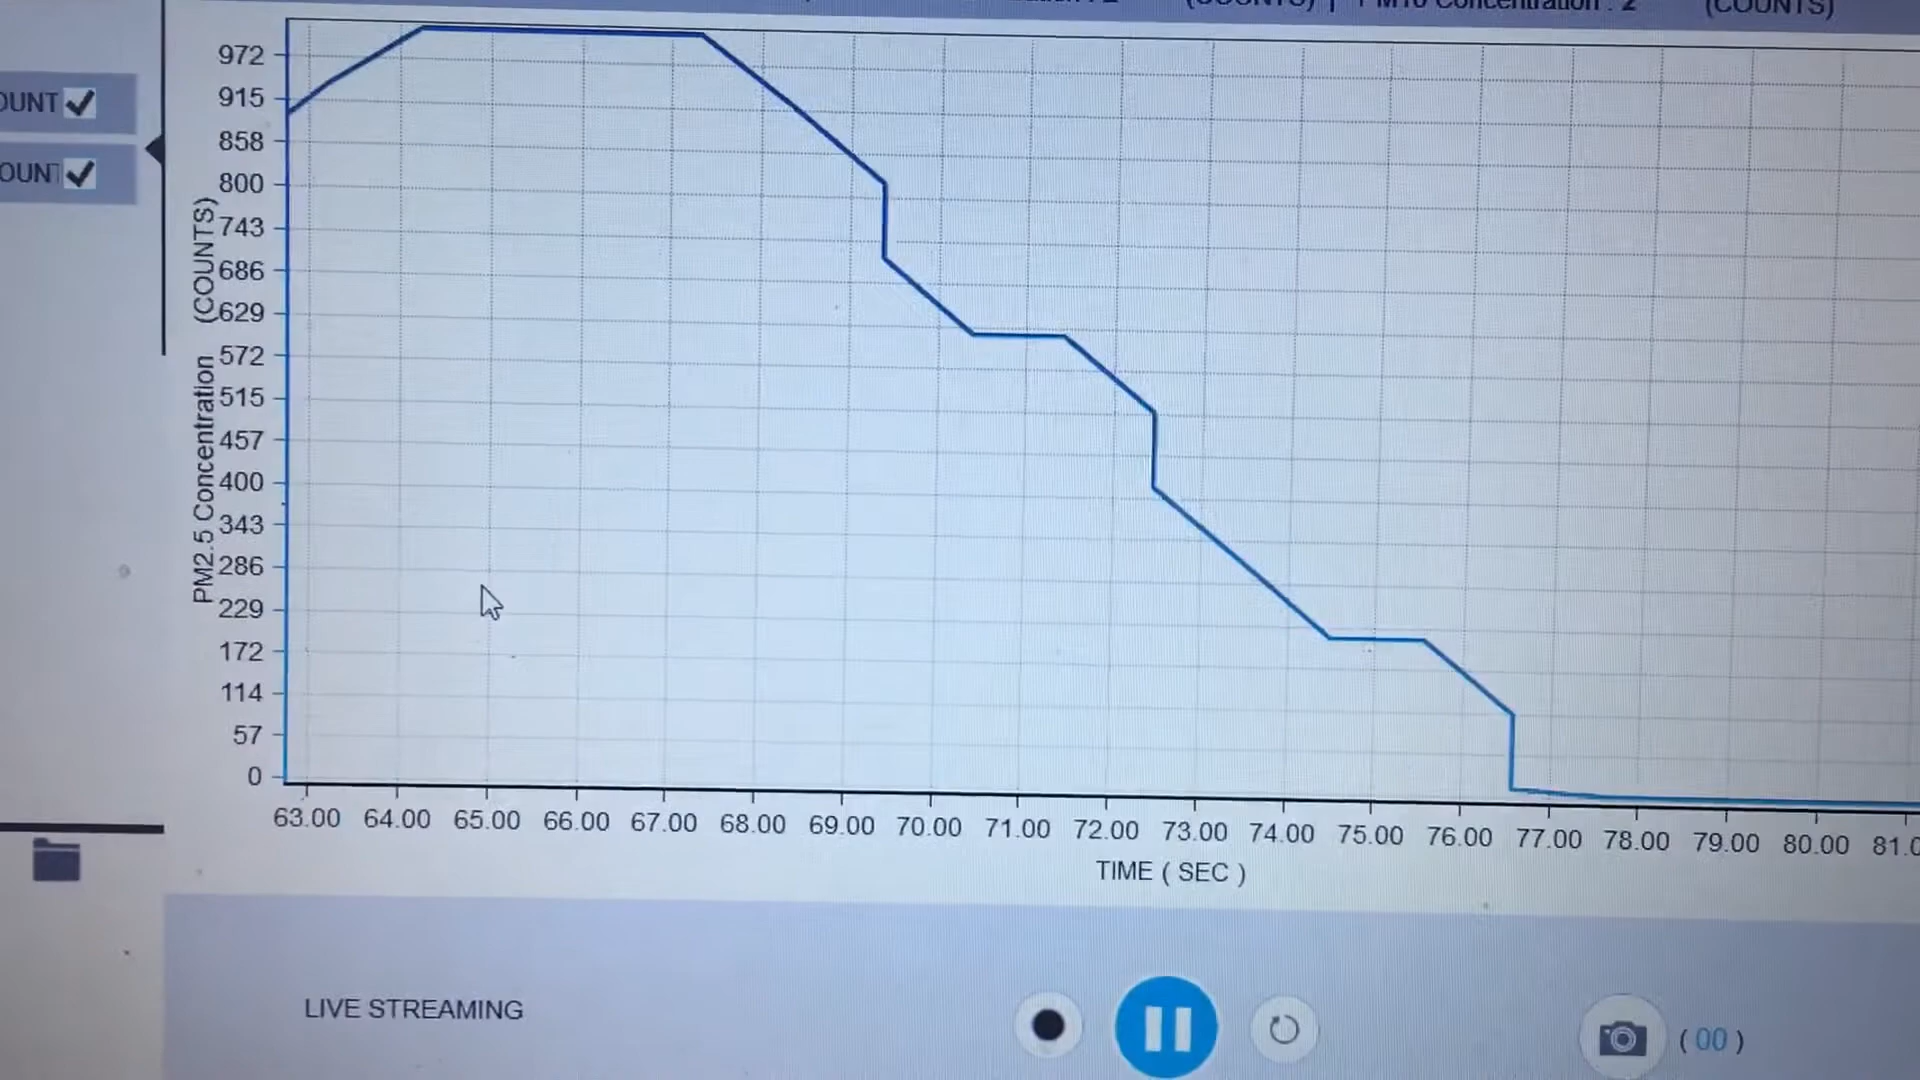 (COUNTS) | PM10 Concentration : 2 (COUNTS)
OUNT
OUNT
PM2.5 Concentration (COUNTS)
972
915
858
800
743
686
629
572
515
457
400
343
286
229
172
114
57
0
63.00 64.00 65.00 66.00 67.00 68.00 69.00 70.00 71.00 72.00 73.00 74.00 75.00 76.00 77.00 78.00 79.00 80.00 81.0
TIME ( SEC )
LIVE STREAMING
( 00 )